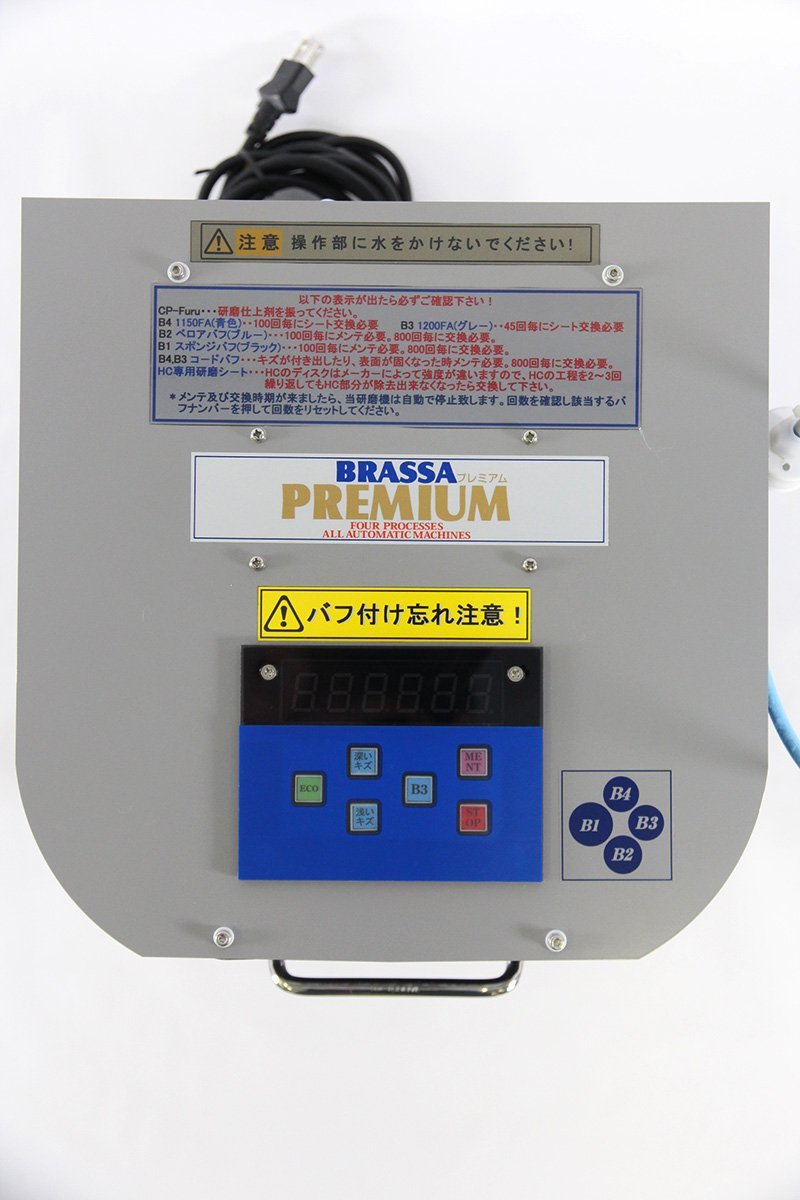 注意 操作部に水をかけないでください!
以下の表示が出たら必ずご確認下さい!
CP-Furu・・・研磨仕上剤を振ってください。
B4 1150FA(青色)・・100回毎にシート交換必要 B3 1200FA(グレー)・・45回毎にシート交換必要
B2 ベロアバフ(ブルー)・・・100回毎にメンテ必要。800回毎に交換必要。
B1 スポンジバフ(ブラック)・・・100回毎にメンテ必要。800回毎に交換必要。
B4,B3 コードバフ・・・キズが付き出したり、表面が固くなった時メンテ必要。800回毎に交換必要。
HC専用研磨シート・・・HCのディスクはメーカーによって強度が違いますので、HCの工程を2~3回
繰り返してもHC部分が除去出来なくなったら交換して下さい。
*メンテ及び交換時期が来ましたら、当研磨機は自動で停止致します。回数を確認し該当するバ
フナンバーを押して回数をリセットしてください。
BRASSAプレミアム
PREMIUM
FOUR PROCESSES
ALL AUTOMATIC MACHINES
バフ付け忘れ注意!
深い
キズ
ME
NT
ECO
B3
浅い
キズ
ST
OP
B4
B1
B3
B2